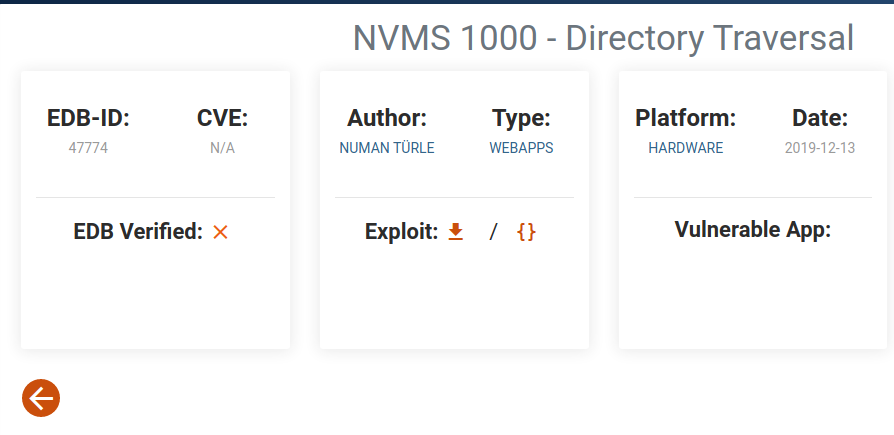 NVMS 1000 - Directory Traversal
EDB-ID:
47774
CVE:
N/A
EDB Verified: ×
Author:
NUMAN TÜRLE
Type:
WEBAPPS
Exploit: / {}
Platform:
HARDWARE
Date:
2019-12-13
Vulnerable App: